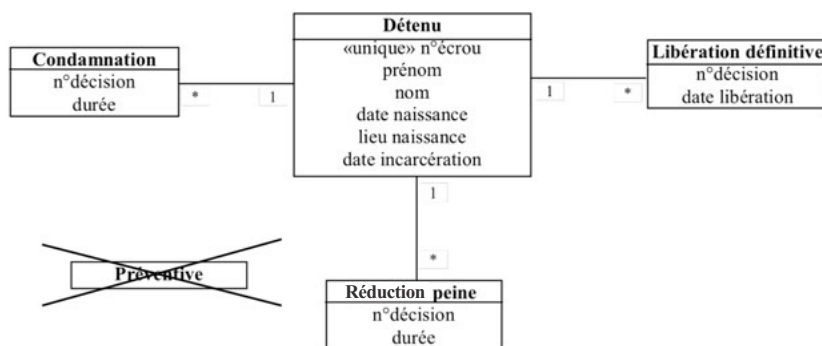 Détenu
«unique» n°écrou
prénom
nom
date naissance
lieu naissance
date incarcération
Condamnation
n°décision
durée
*
1
1
*
Libération définitive
n°décision
date libération
1
*
Préventive
Réduction peine
n°décision
durée